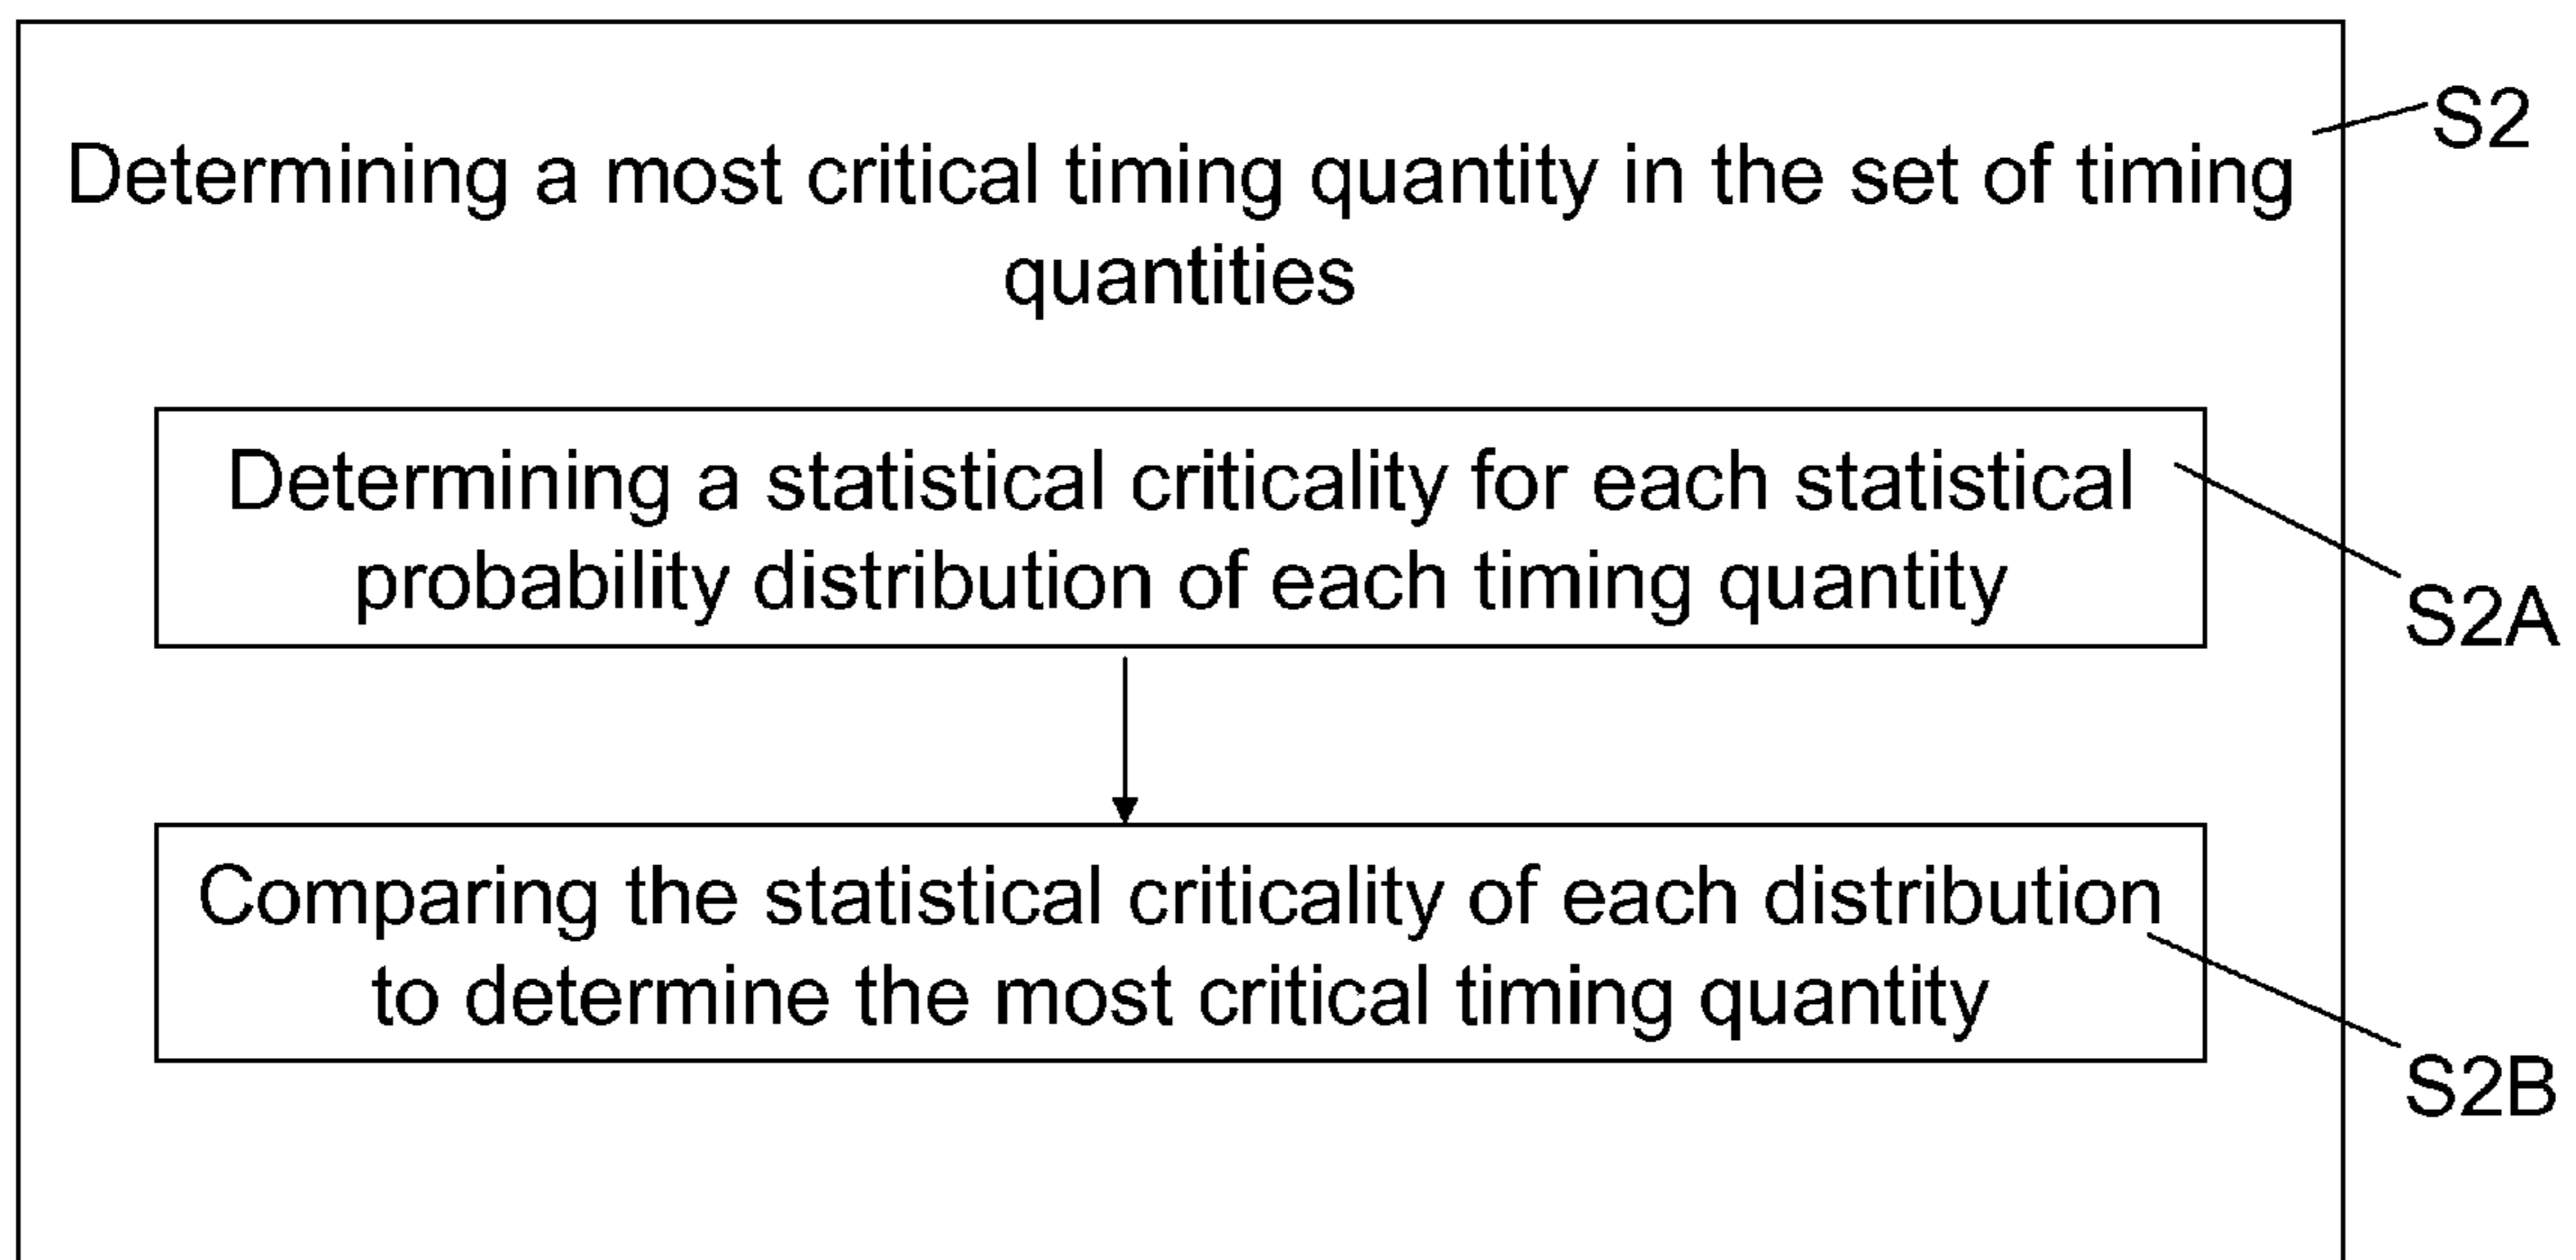 S2
Determining a most critical timing quantity in the set of timing
quantities
Determining a statistical criticality for each statistical
probability distribution of each timing quantity
S2A
Comparing the statistical criticality of each distribution
to determine the most critical timing quantity
S2B